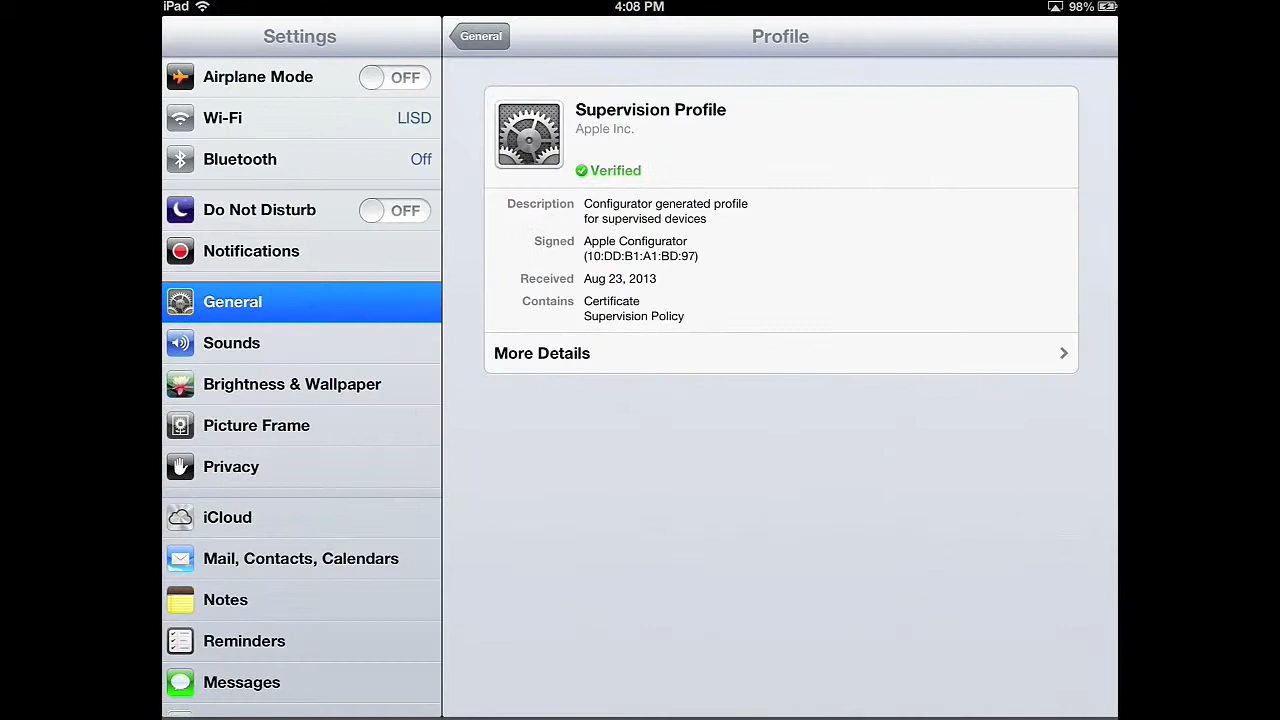 iPad
4:08 PM
98%
Settings
Airplane Mode OFF
Wi-Fi LISD
Bluetooth Off
Do Not Disturb OFF
Notifications
General
Sounds
Brightness & Wallpaper
Picture Frame
Privacy
iCloud
Mail, Contacts, Calendars
Notes
Reminders
Messages
General
Profile
Supervision Profile
Apple Inc.
Verified
Description Configurator generated profile
for supervised devices
Signed Apple Configurator
(10:DD:B1:A1:BD:97)
Received Aug 23, 2013
Contains Certificate
Supervision Policy
More Details